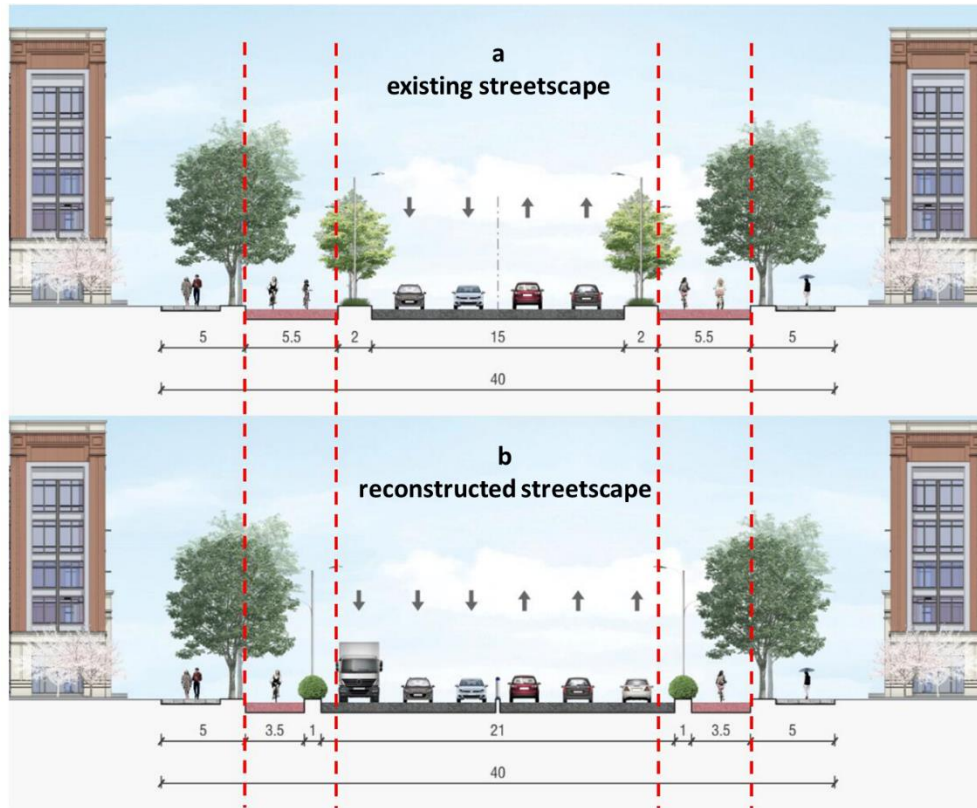 a
existing streetscape
5 5.5 2 15 2 5.5 5
40
b
reconstructed streetscape
5 3.5 1 21 1 3.5 5
40